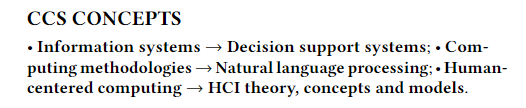 CCS CONCEPTS
• Information systems → Decision support systems; • Com-
puting methodologies → Natural language processing; • Human-
centered computing → HCI theory, concepts and models.